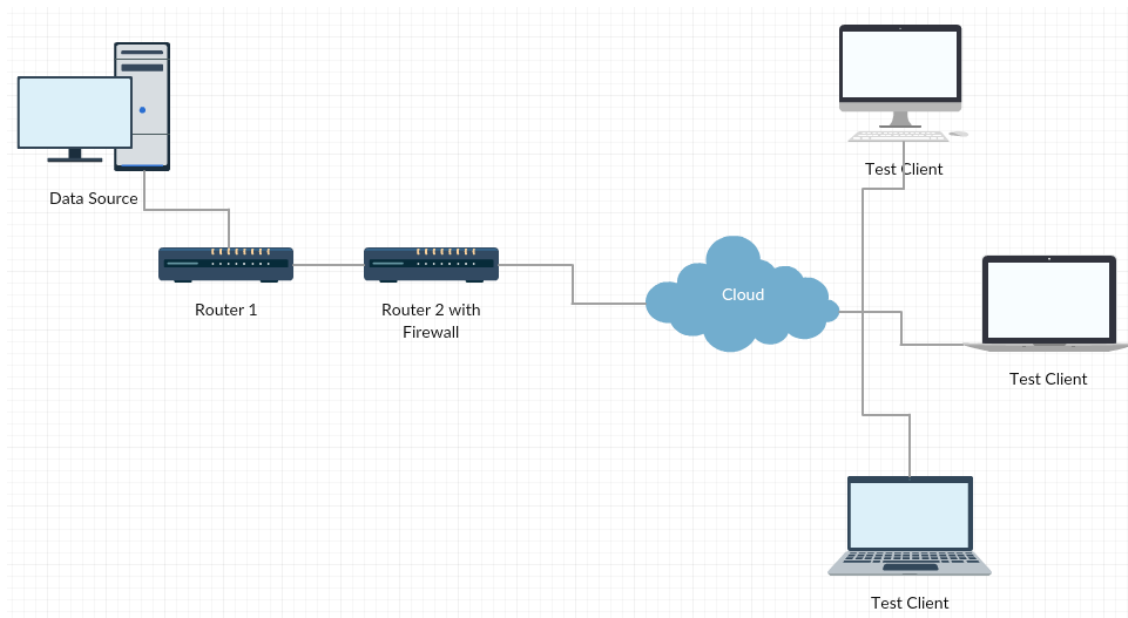 Test Client
Data Source
Router 1
Router 2 with
Firewall
Cloud
Test Client
Test Client